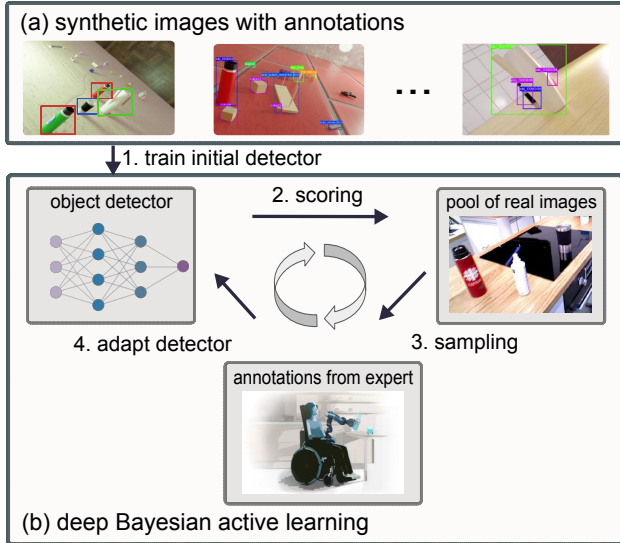 (a) synthetic images with annotations
1. train initial detector
object detector
2. scoring
pool of real images
4. adapt detector
3. sampling
annotations from expert
(b) deep Bayesian active learning